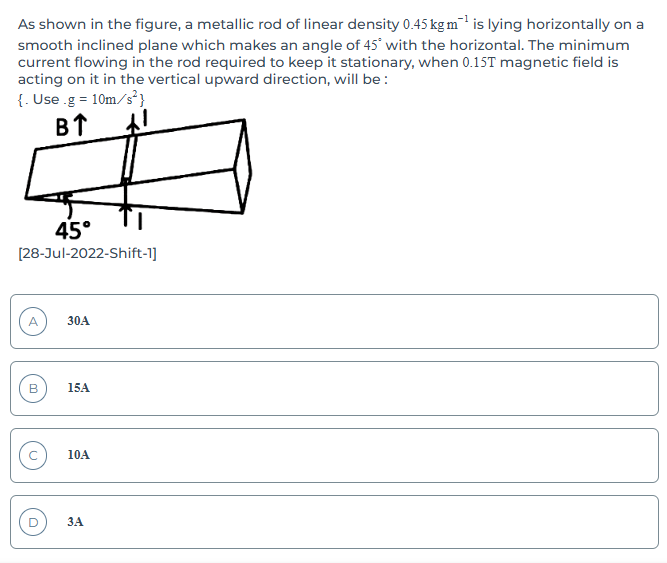 As shown in the figure, a metallic rod of linear density 0.45 kg m⁻¹ is lying horizontally on a
smooth inclined plane which makes an angle of 45° with the horizontal. The minimum
current flowing in the rod required to keep it stationary, when 0.15T magnetic field is
acting on it in the vertical upward direction, will be :
{. Use .g = 10m/s²}
B↑ I
45° I
[28-Jul-2022-Shift-1]
A 30A
B 15A
C 10A
D 3A